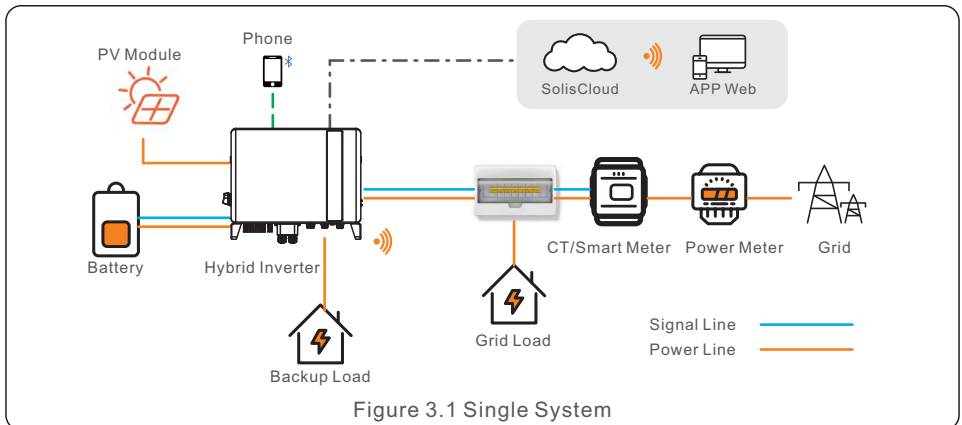 Phone
PV Module
SolisCloud
APP Web
Battery
Hybrid Inverter
CT/Smart Meter
Power Meter
Grid
Backup Load
Grid Load
Signal Line
Power Line
Figure 3.1 Single System